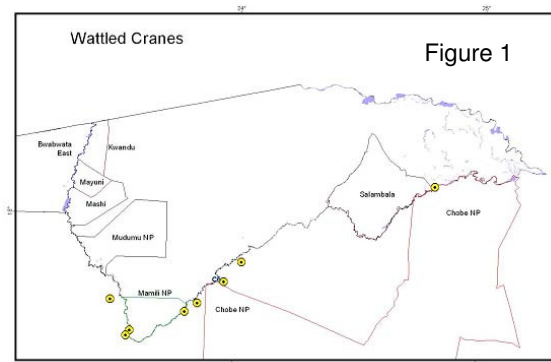 24°
25°
Wattled Cranes
Figure 1
Bwabwata
East
Kwandu
Mayuni
Mashi
Mudumu NP
Salambala
Chobe NP
18°
Mamili NP
Chobe NP